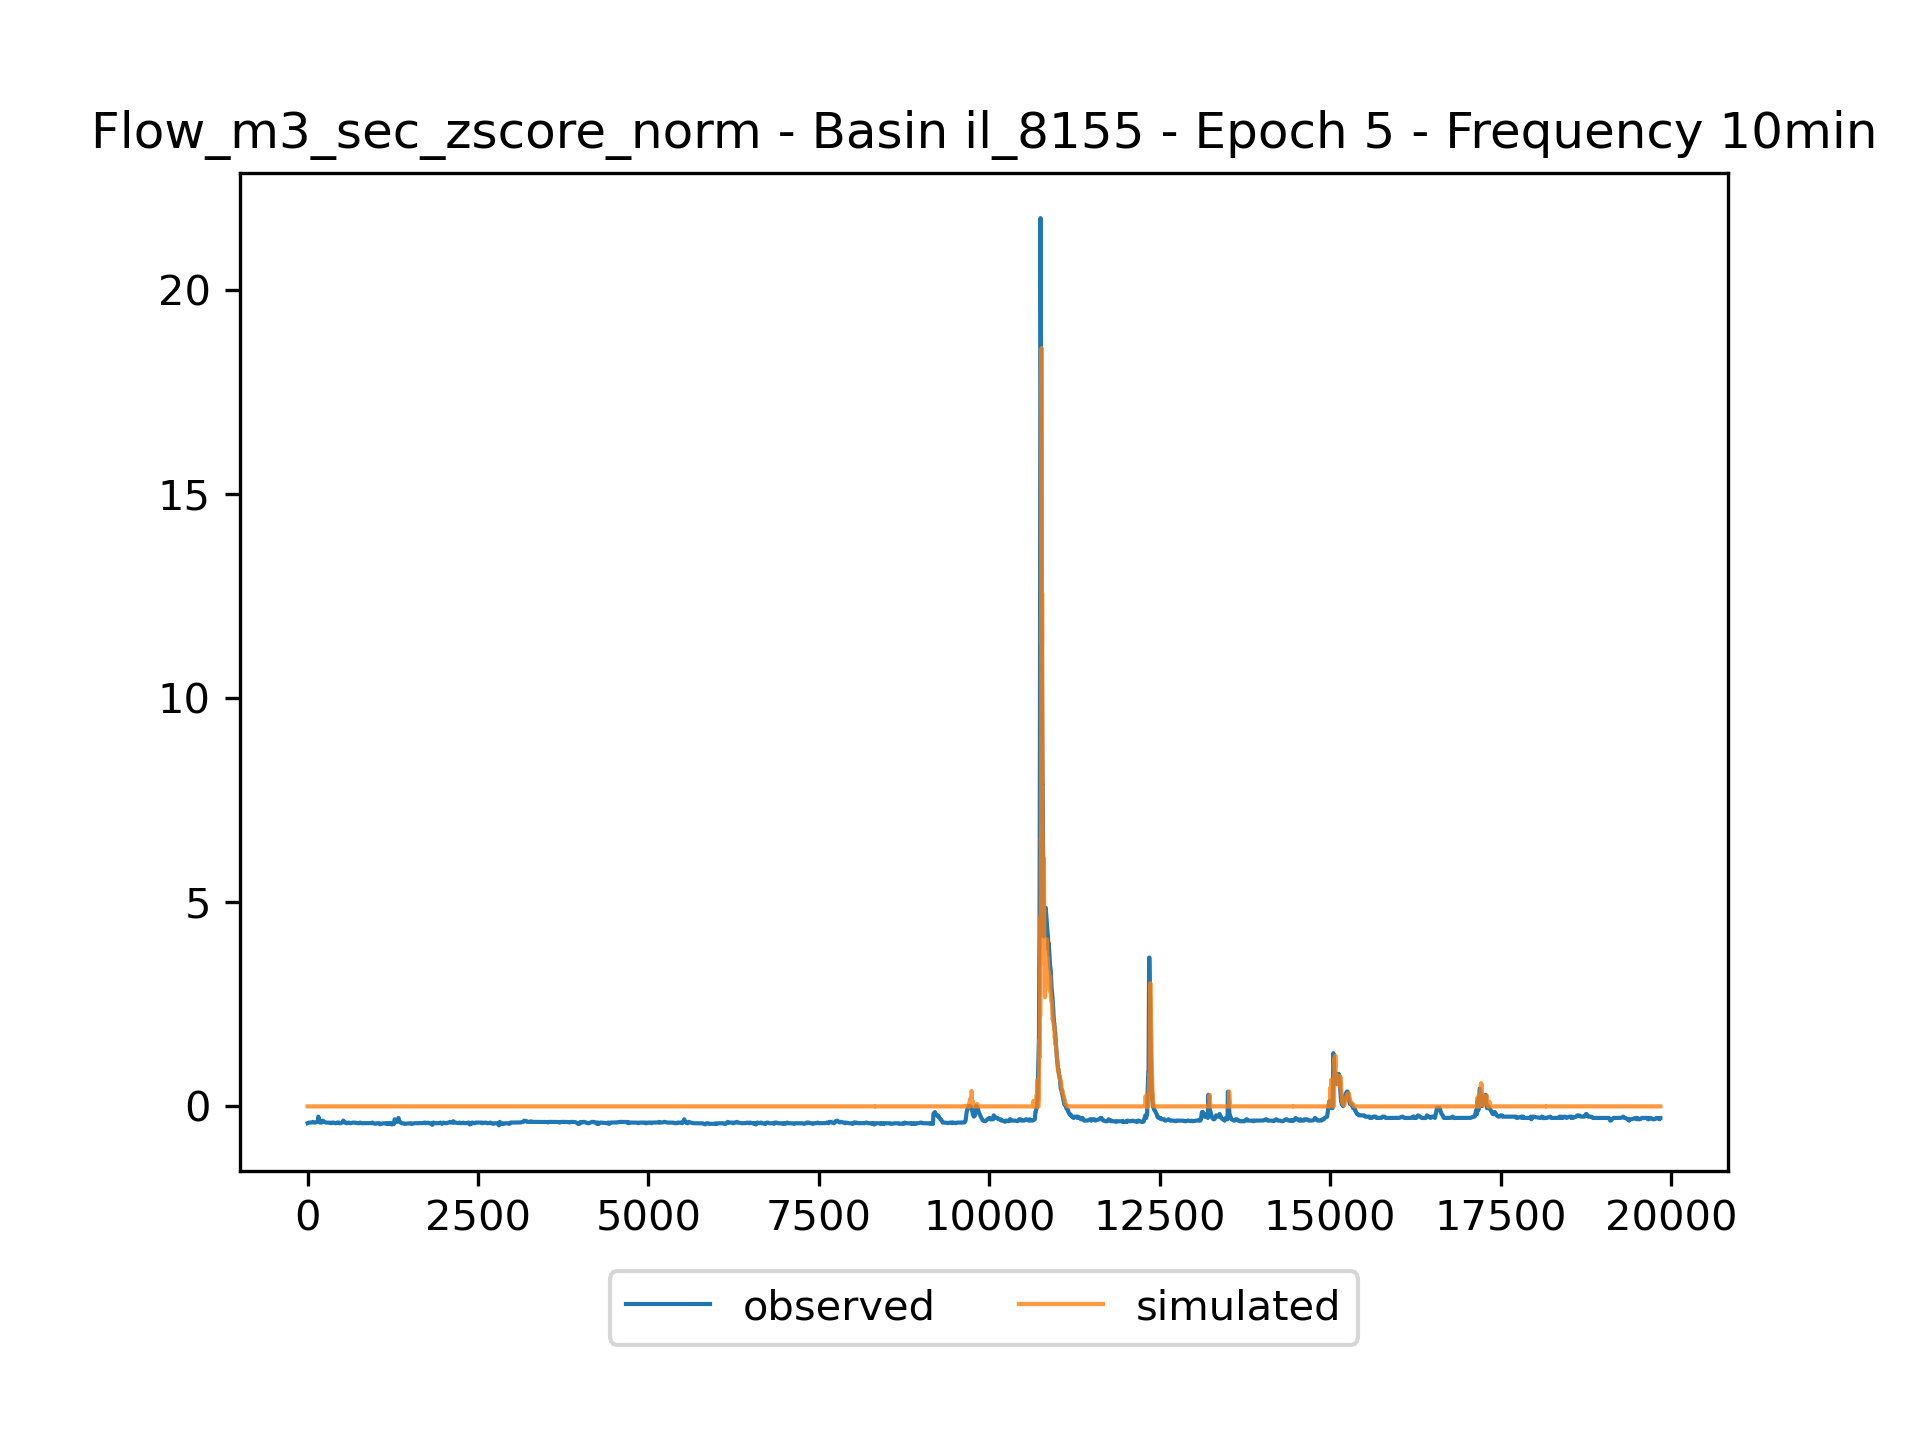 Flow_m3_sec_zscore_norm - Basin il_8155 - Epoch 5 - Frequency 10min
20
15
10
5
0
0 2500 5000 7500 10000 12500 15000 17500 20000
observed simulated